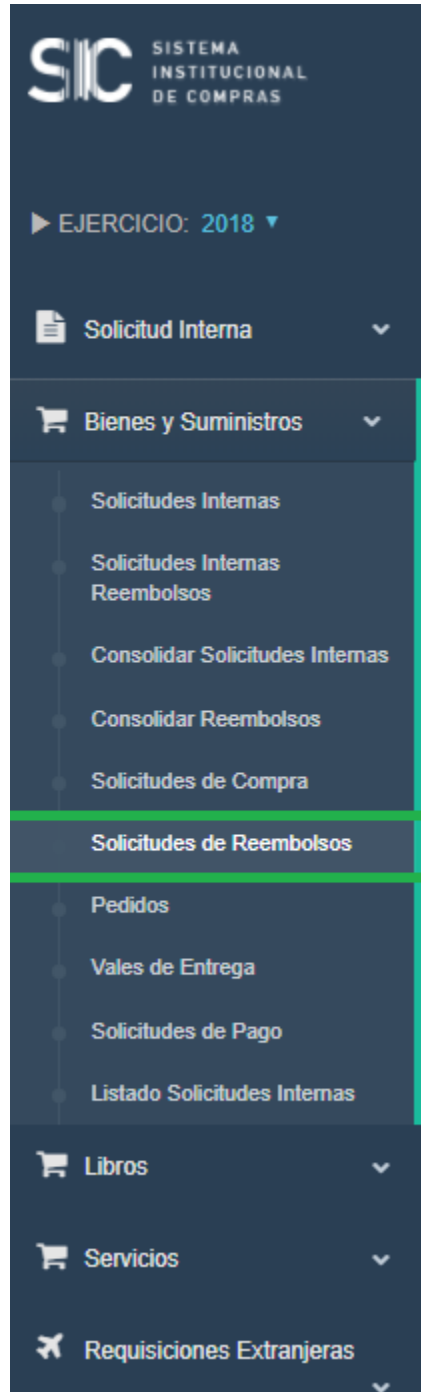 SIC
SISTEMA
INSTITUCIONAL
DE COMPRAS
EJERCICIO: 2018
Solicitud Interna
Bienes y Suministros
Solicitudes Internas
Solicitudes Internas
Reembolsos
Consolidar Solicitudes Internas
Consolidar Reembolsos
Solicitudes de Compra
Solicitudes de Reembolsos
Pedidos
Vales de Entrega
Solicitudes de Pago
Listado Solicitudes Internas
Libros
Servicios
Requisiciones Extranjeras